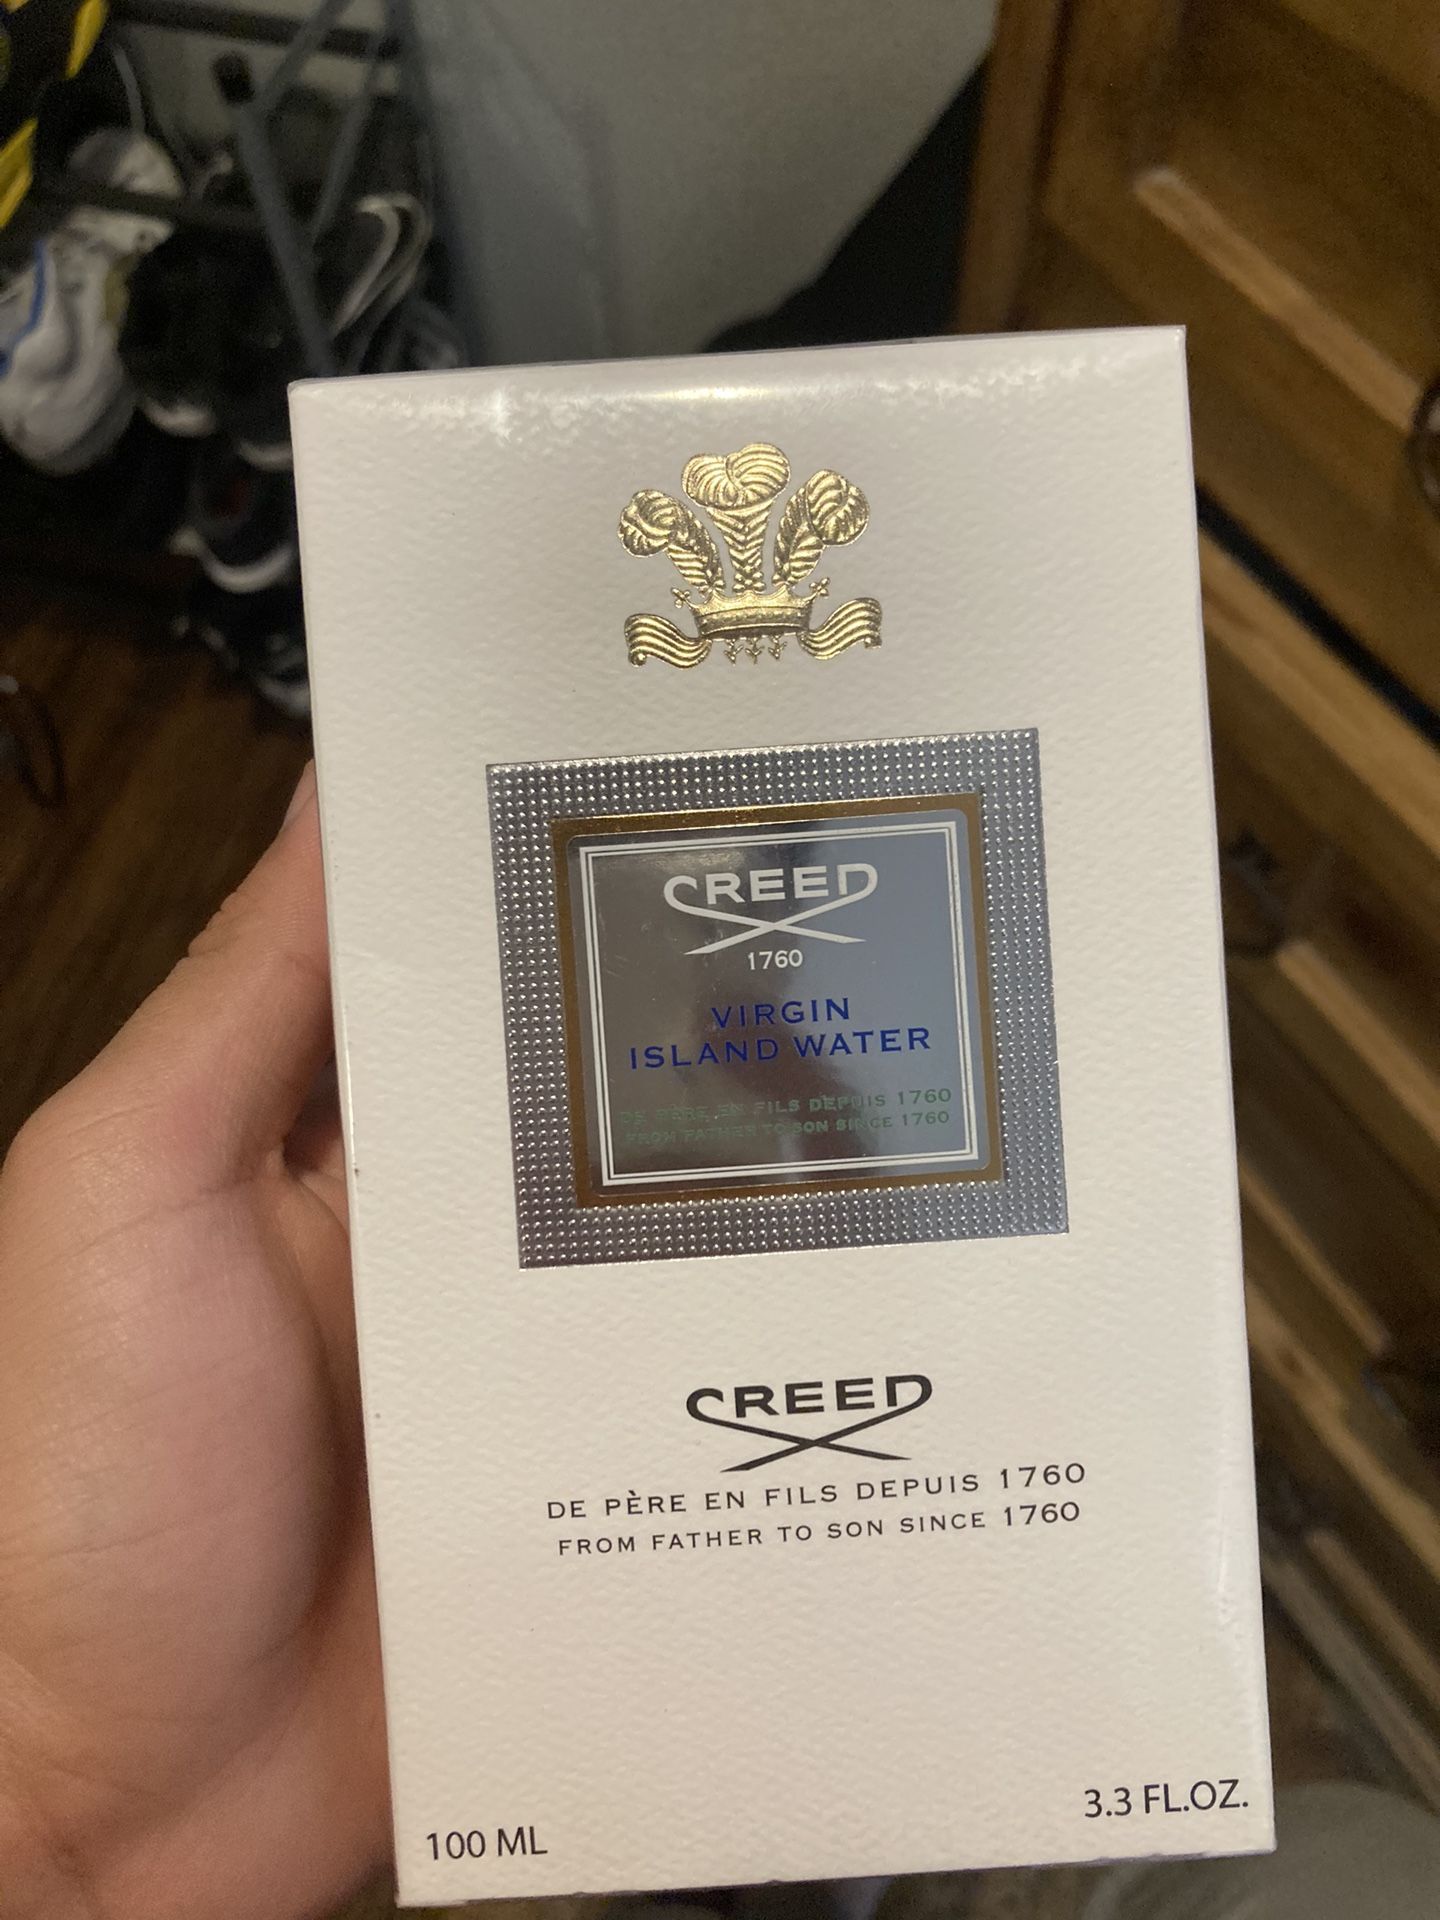 CREED
1760
VIRGIN
ISLAND WATER
DE PÈRE EN FILS DEPUIS 1760
FROM FATHER TO SON SINCE 1760
CREED
DE PÈRE EN FILS DEPUIS 1760
FROM FATHER TO SON SINCE 1760
100 ML
3.3 FL.OZ.